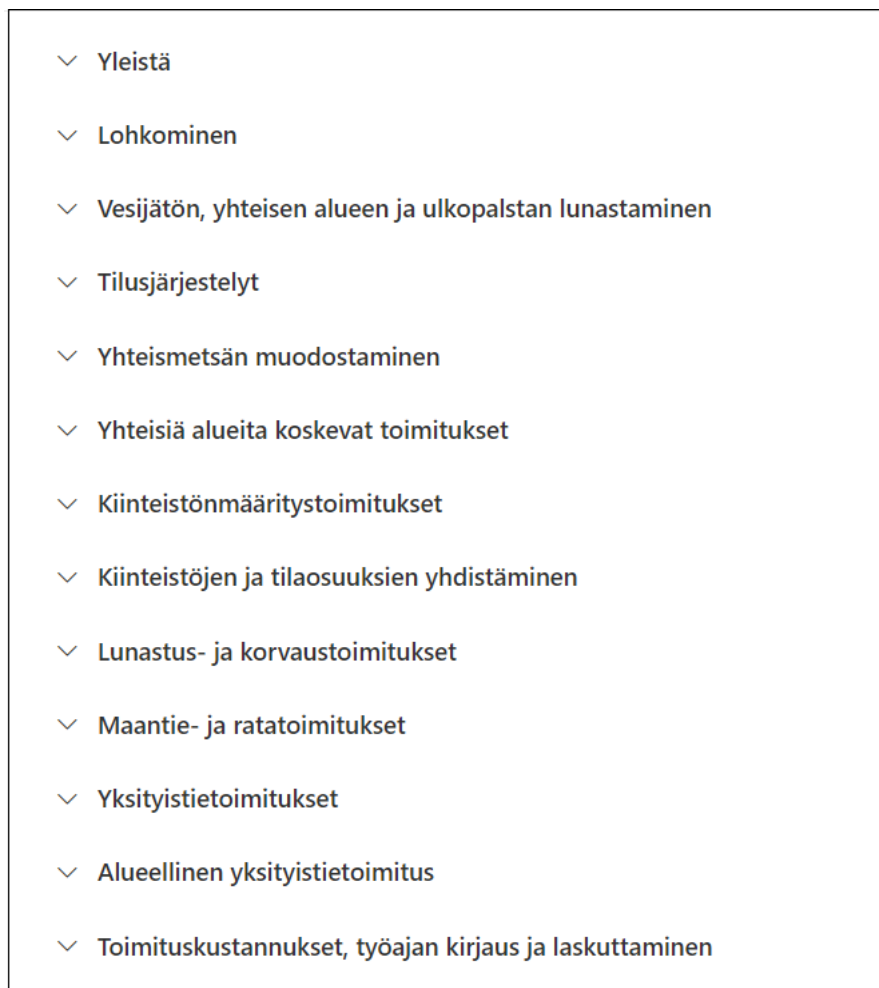 Yleistä
Lohkominen
Vesijätön, yhteisen alueen ja ulkopalstan lunastaminen
Tilusjärjestelyt
Yhteismetsän muodostaminen
Yhteisiä alueita koskevat toimitukset
Kiinteistönmääritystoimitukset
Kiinteistöjen ja tilaosuuksien yhdistäminen
Lunastus- ja korvaustoimitukset
Maantie- ja ratatoimitukset
Yksityistietoimitukset
Alueellinen yksityistietoimitus
Toimituskustannukset, työajan kirjaus ja laskuttaminen